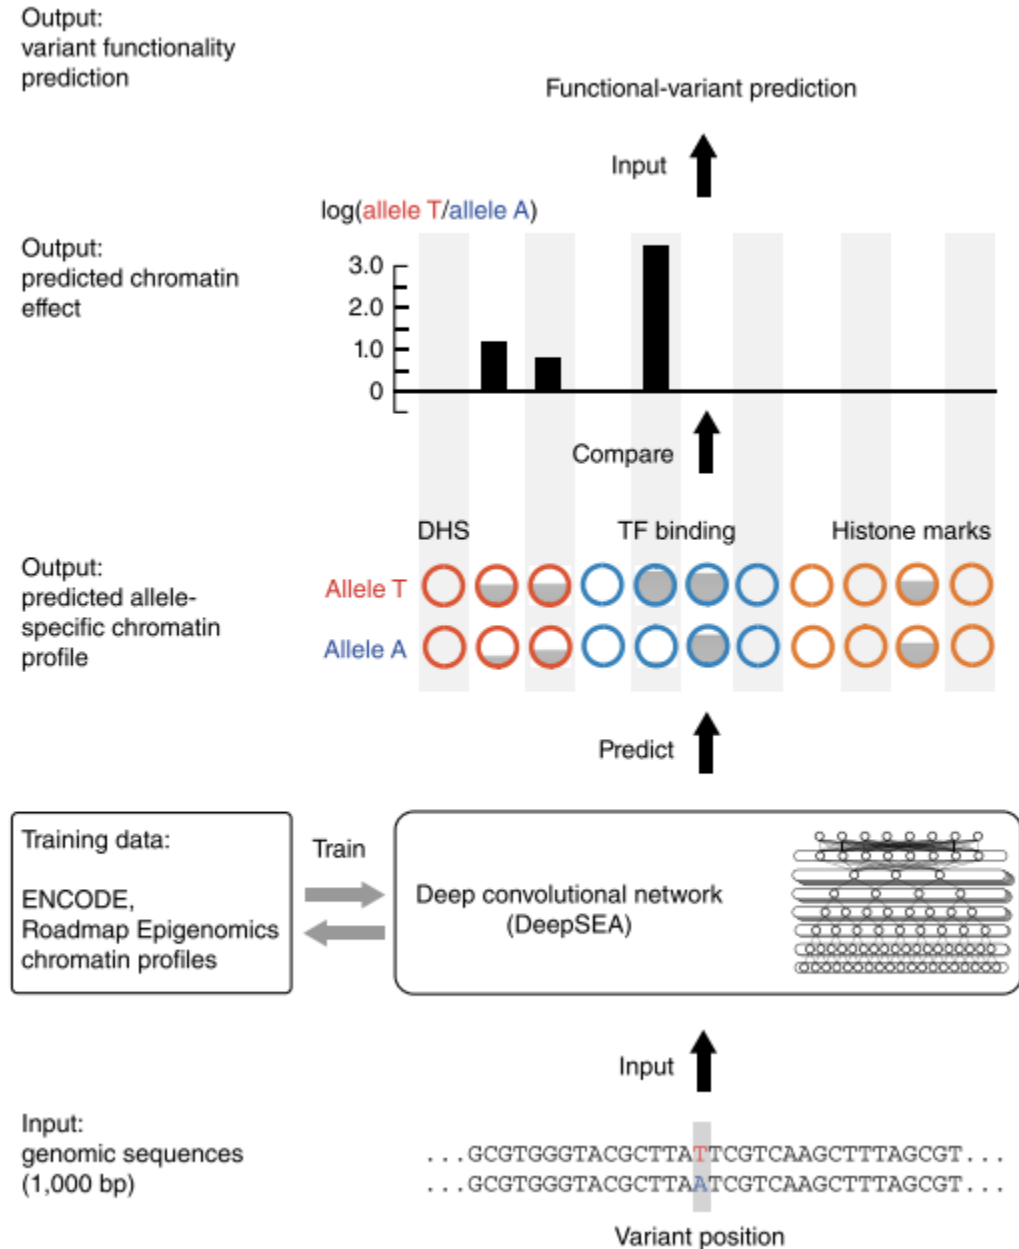 Output:
variant functionality
prediction
Functional-variant prediction
Input
log(allele T/allele A)
Output:
predicted chromatin
effect
3.0
2.0
1.0
0
Compare
DHS
TF binding
Histone marks
Output:
predicted allele-
specific chromatin
profile
Allele T
Allele A
Predict
Training data:
ENCODE,
Roadmap Epigenomics
chromatin profiles
Train
Deep convolutional network
(DeepSEA)
Input
Input:
genomic sequences
(1,000 bp)
...GCGTGGGTACGCTTATTCGTCAAGCTTTAGCGT...
...GCGTGGGTACGCTTAATCGTCAAGCTTTAGCGT...
Variant position